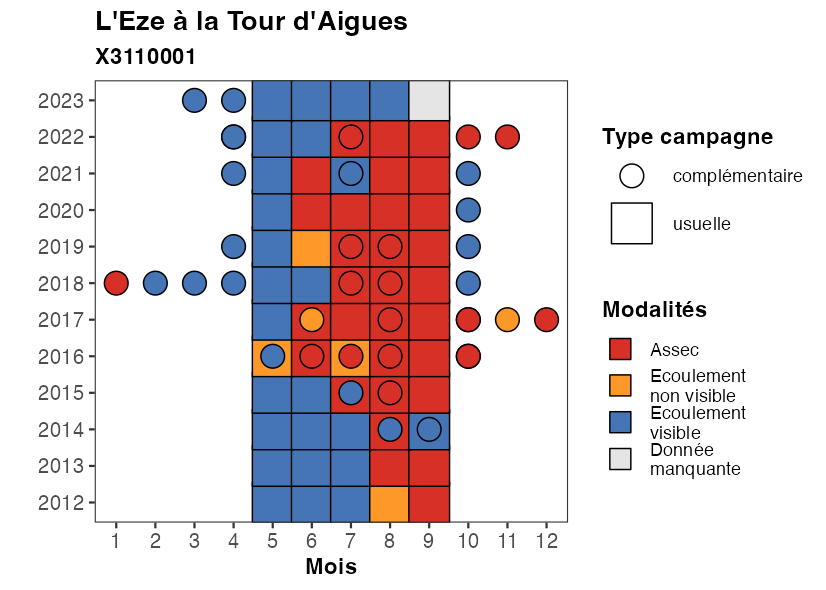 L'Eze à la Tour d'Aigues
X3110001
2023
2022
2021
2020
2019
2018
2017
2016
2015
2014
2013
2012
1 2 3 4 5 6 7 8 9 10 11 12
Mois
Type campagne
complémentaire
usuelle
Modalités
Assec
Ecoulement
non visible
Ecoulement
visible
Donnée
manquante